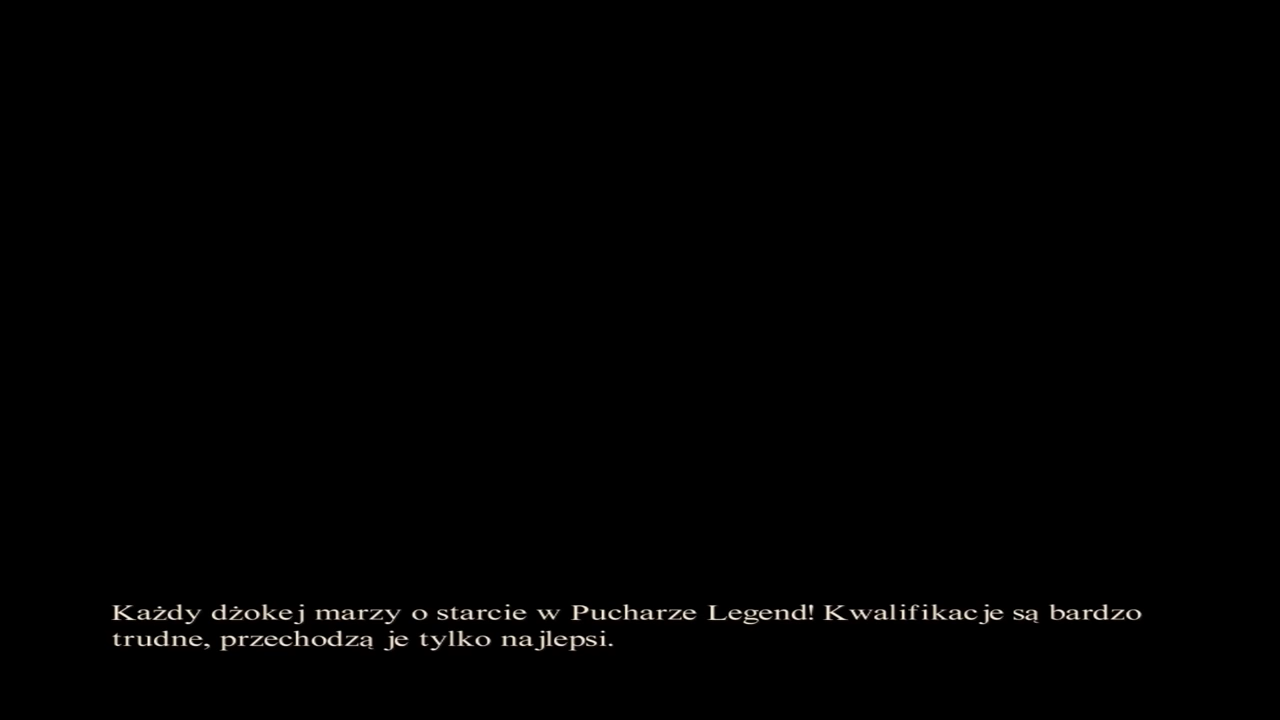 Każdy dżokej marzy o starcie w Pucharze Legend! Kwalifikacje są bardzo
trudne, przechodzą je tylko najlepsi.